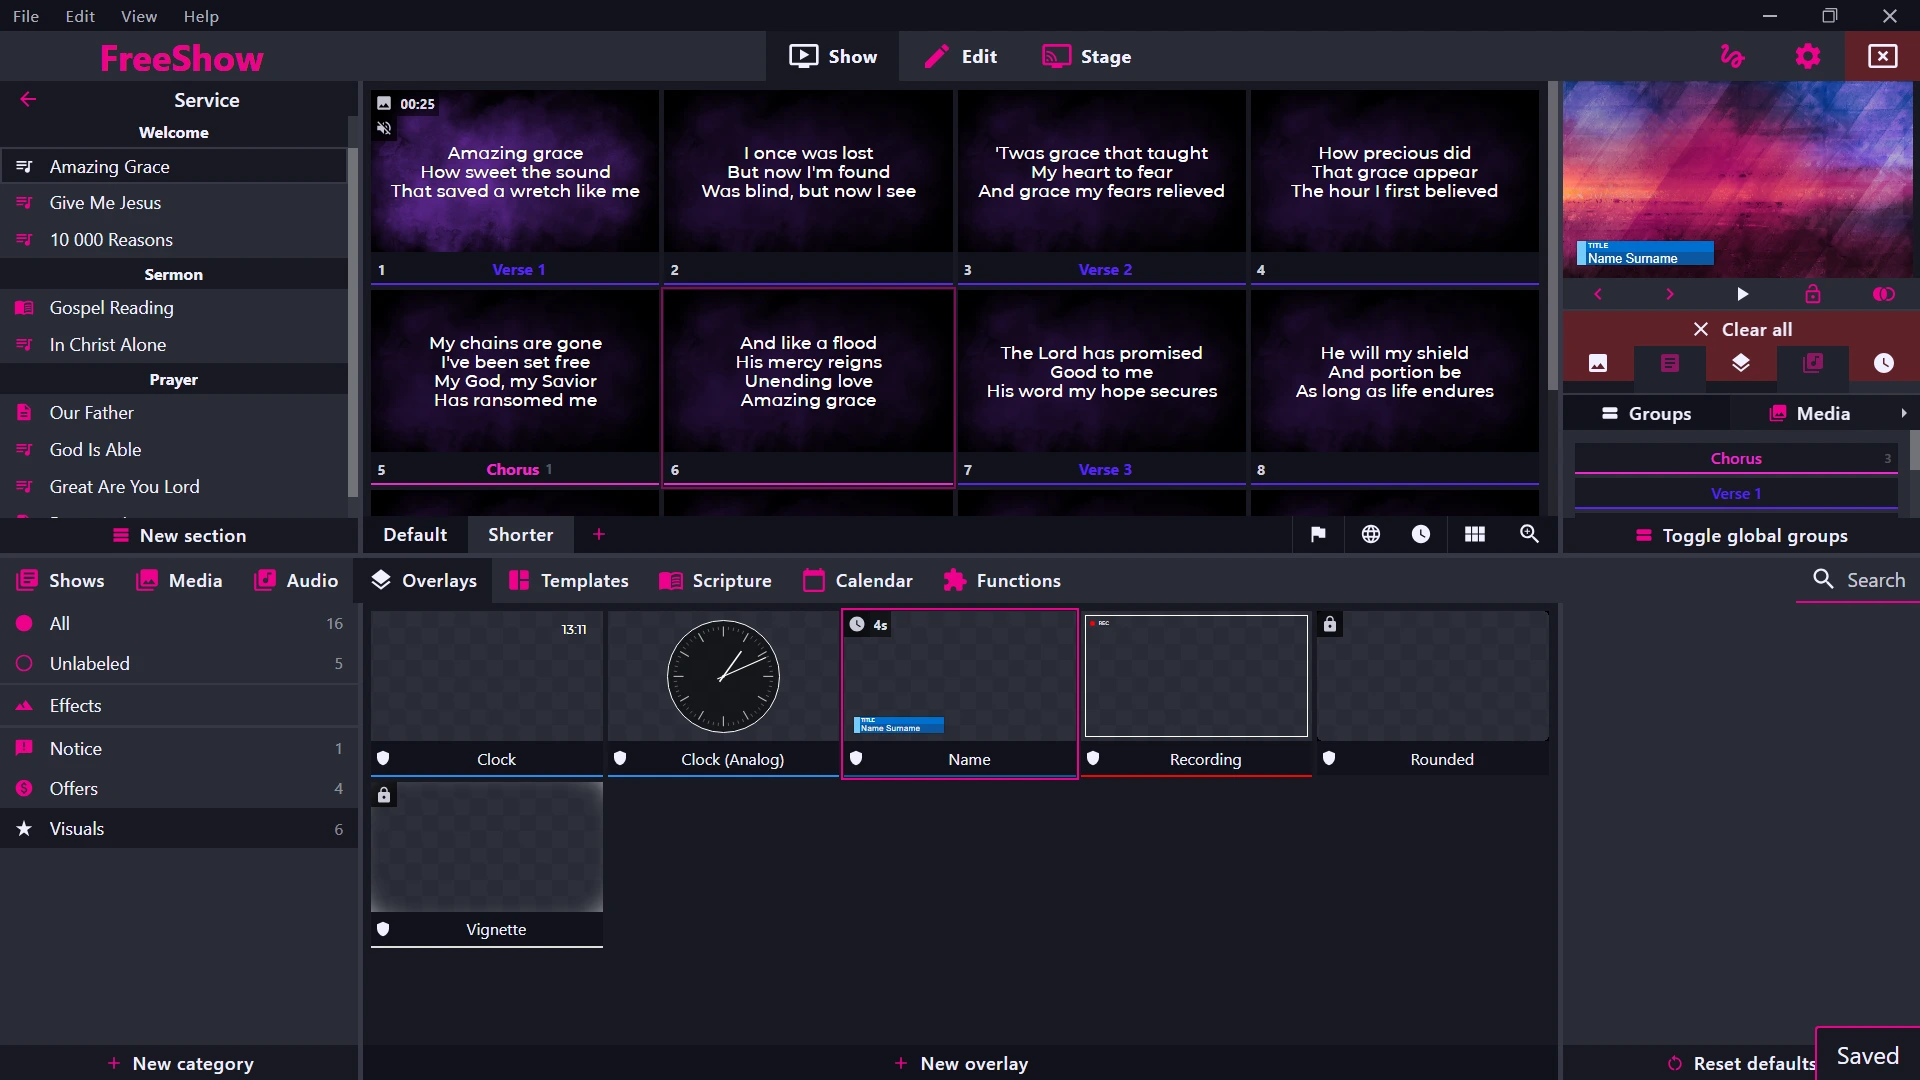 File Edit View Help
FreeShow
Show Edit Stage
Service
Welcome
Amazing Grace
Give Me Jesus
10 000 Reasons
Sermon
Gospel Reading
In Christ Alone
Prayer
Our Father
God Is Able
Great Are You Lord
New section
00:25
Amazing grace
How sweet the sound
That saved a wretch like me
1 Verse 1
I once was lost
But now I'm found
Was blind, but now I see
2
'Twas grace that taught
My heart to fear
And grace my fears relieved
3 Verse 2
How precious did
That grace appear
The hour I first believed
4
My chains are gone
I've been set free
My God, my Savior
Has ransomed me
5 Chorus 1
And like a flood
His mercy reigns
Unending love
Amazing grace
6
The Lord has promised
Good to me
His word my hope secures
7 Verse 3
He will my shield
And portion be
As long as life endures
8
Default Shorter
TITLE
Name Surname
Clear all
Groups Media
Chorus 3
Verse 1
Toggle global groups
Shows Media Audio Overlays Templates Scripture Calendar Functions Search
All 16
Unlabeled 5
Effects
Notice 1
Offers 4
Visuals 6
New category
13:11
Clock
Clock (Analog)
4s
TITLE
Name Surname
Name
REC
Recording
Rounded
Vignette
New overlay
Reset defaults
Saved